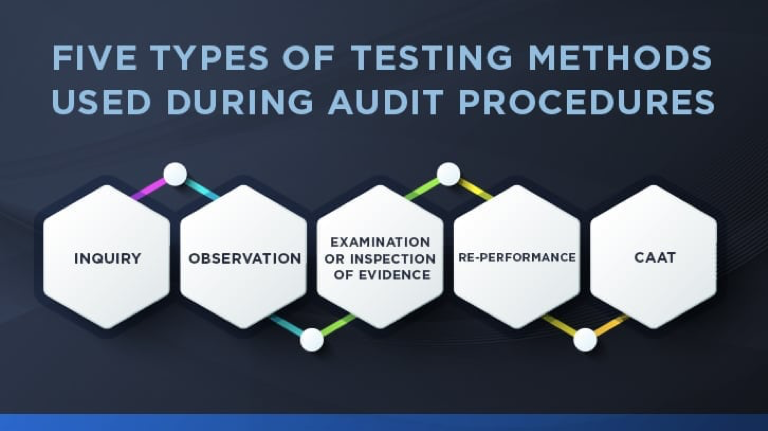 FIVE TYPES OF TESTING METHODS
USED DURING AUDIT PROCEDURES
INQUIRY
OBSERVATION
EXAMINATION
OR INSPECTION
OF EVIDENCE
RE-PERFORMANCE
CAAT